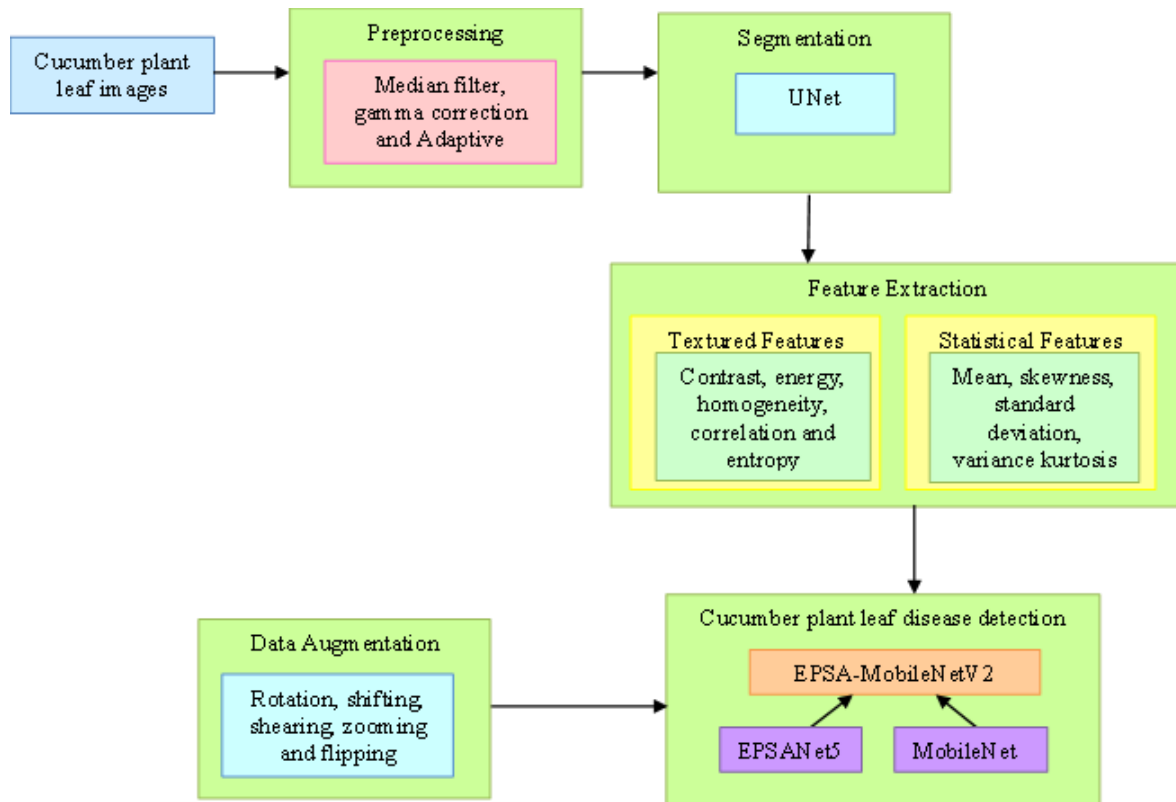 Cucumber plant
leaf images
Preprocessing
Median filter,
gamma correction
and Adaptive
Segmentation
UNet
Feature Extraction
Textured Features
Contrast, energy,
homogeneity,
correlation and
entropy
Statistical Features
Mean, skewness,
standard
deviation,
variance kurtosis
Data Augmentation
Rotation, shifting,
shearing, zooming
and flipping
Cucumber plant leaf disease detection
EPSA-MobileNetV2
EPSANet5
MobileNet